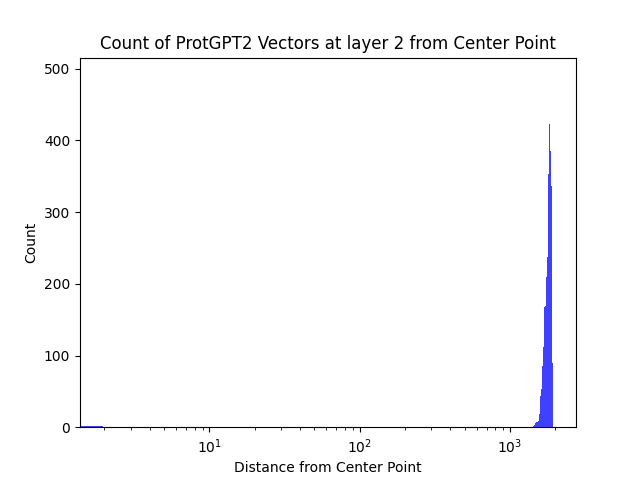 Count of ProtGPT2 Vectors at layer 2 from Center Point
500
400
300
200
100
0
Count
10¹ 10² 10³
Distance from Center Point